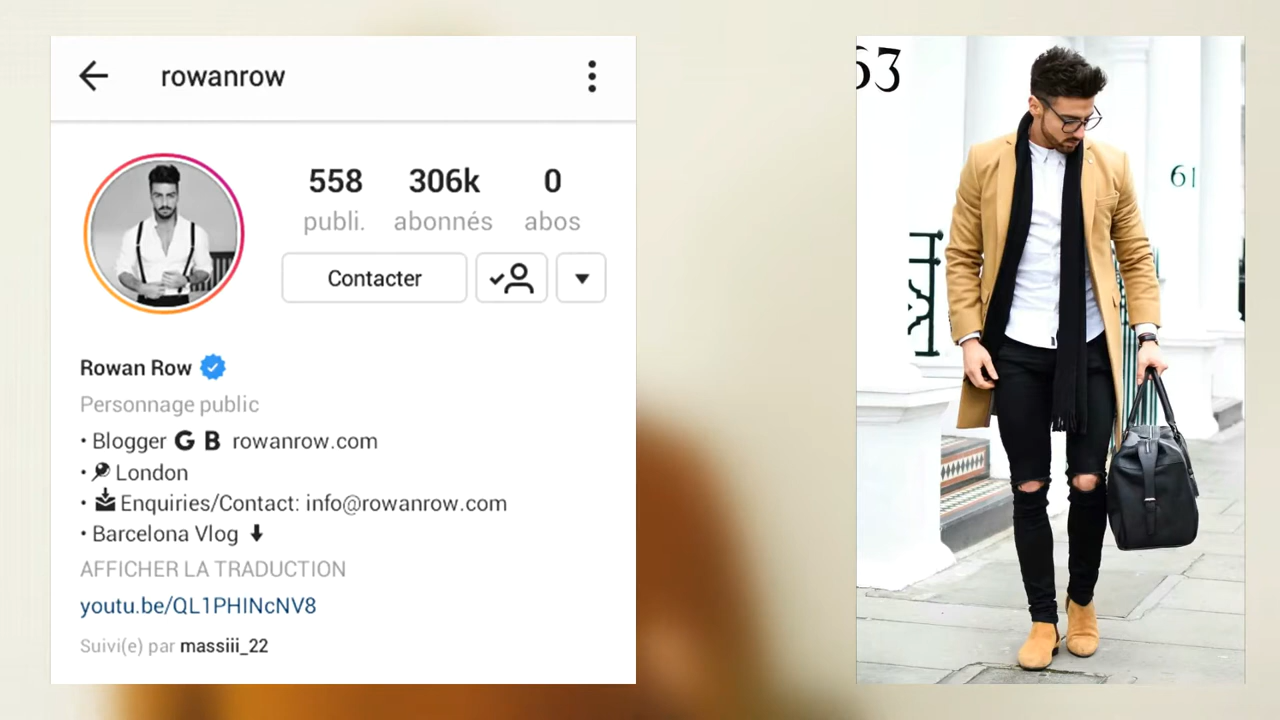 rowanrow
558 306k 0
publi. abonnés abos
Contacter
Rowan Row
Personnage public
• Blogger G B rowanrow.com
• London
• Enquiries/Contact: info@rowanrow.com
• Barcelona Vlog
AFFICHER LA TRADUCTION
youtu.be/QL1PHINcNV8
Suivi(e) par massiii_22
63
61